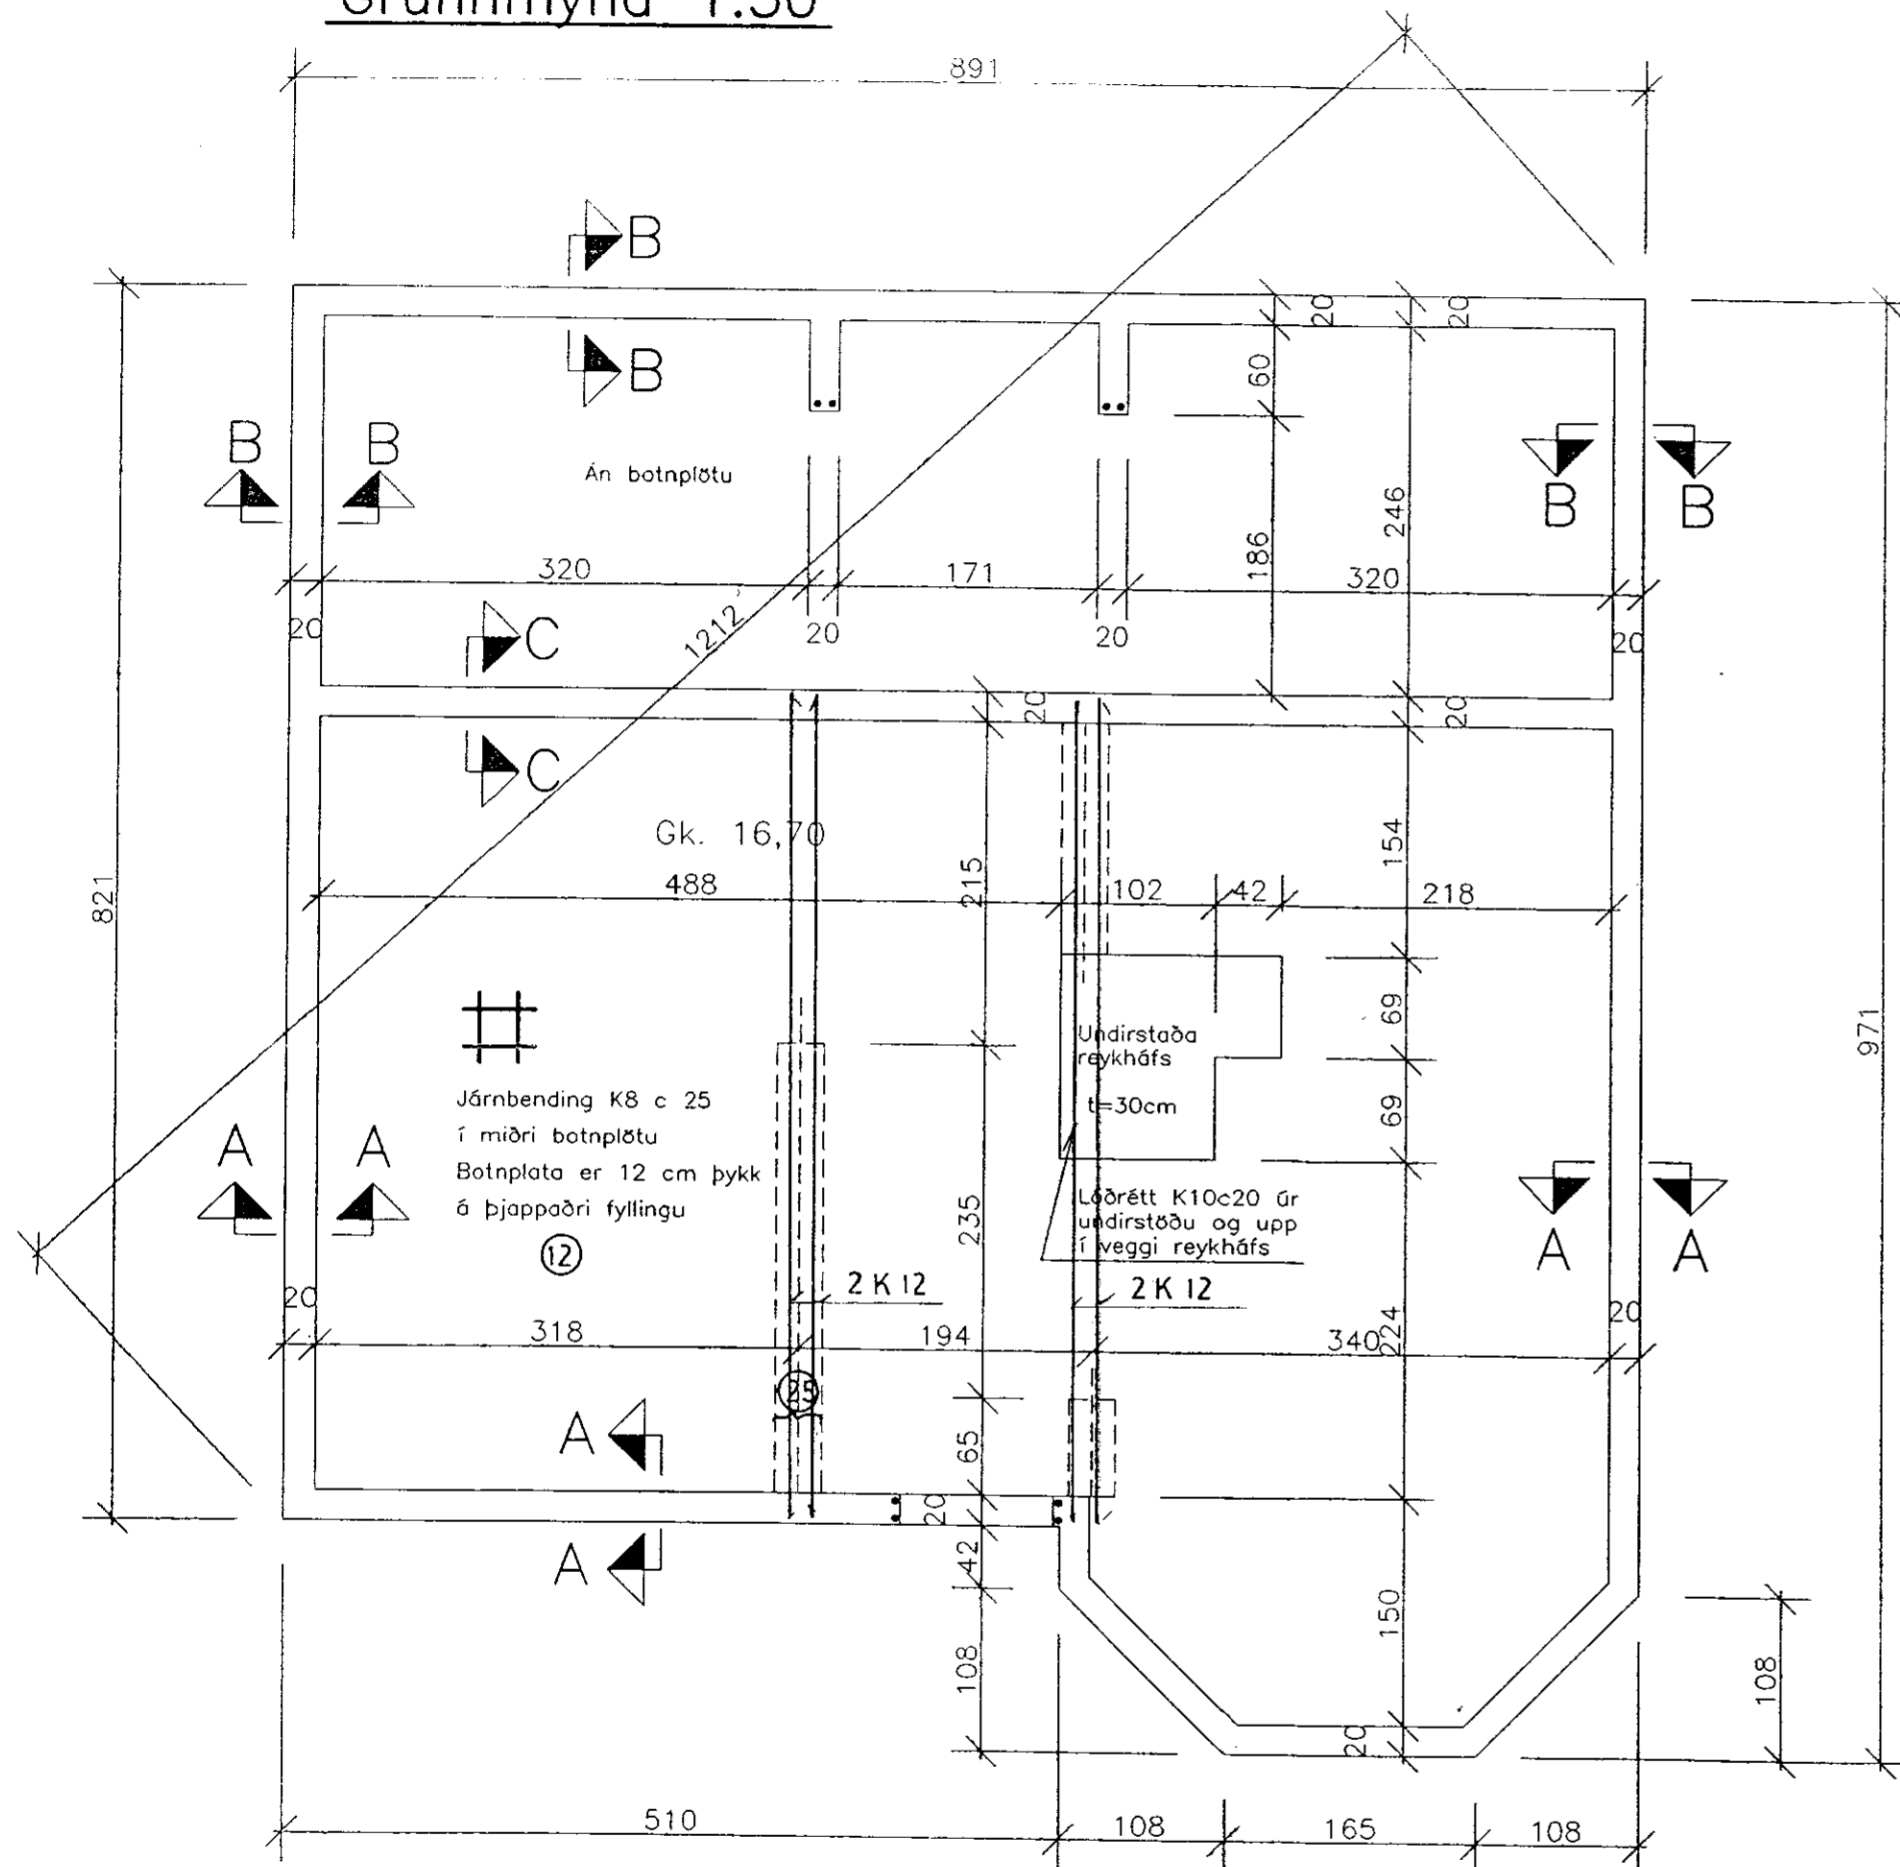 Grunnmynd 1:50
891
B
20
20
B
60
B
B
Án botnplötu
B
B
246
186
320
171
320
20
C
1212
20
20
20
20
20
C
Gk. 16,70
154
821
488
215
102
42
218
971
69
Undirstaða
reykháfs
t=30cm
69
Járnbending K8 c 25
í miðri botnplötu
Botnplata er 12 cm þykk
á þjappaðri fyllingu
12
A
A
235
Lóðrétt K10c20 úr
undirstöðu og upp
í veggi reykháfs
A
A
2 K 12
2 K 12
20
20
318
194
340
224
25
A
65
20
A
42
150
108
108
20
510
108
165
108